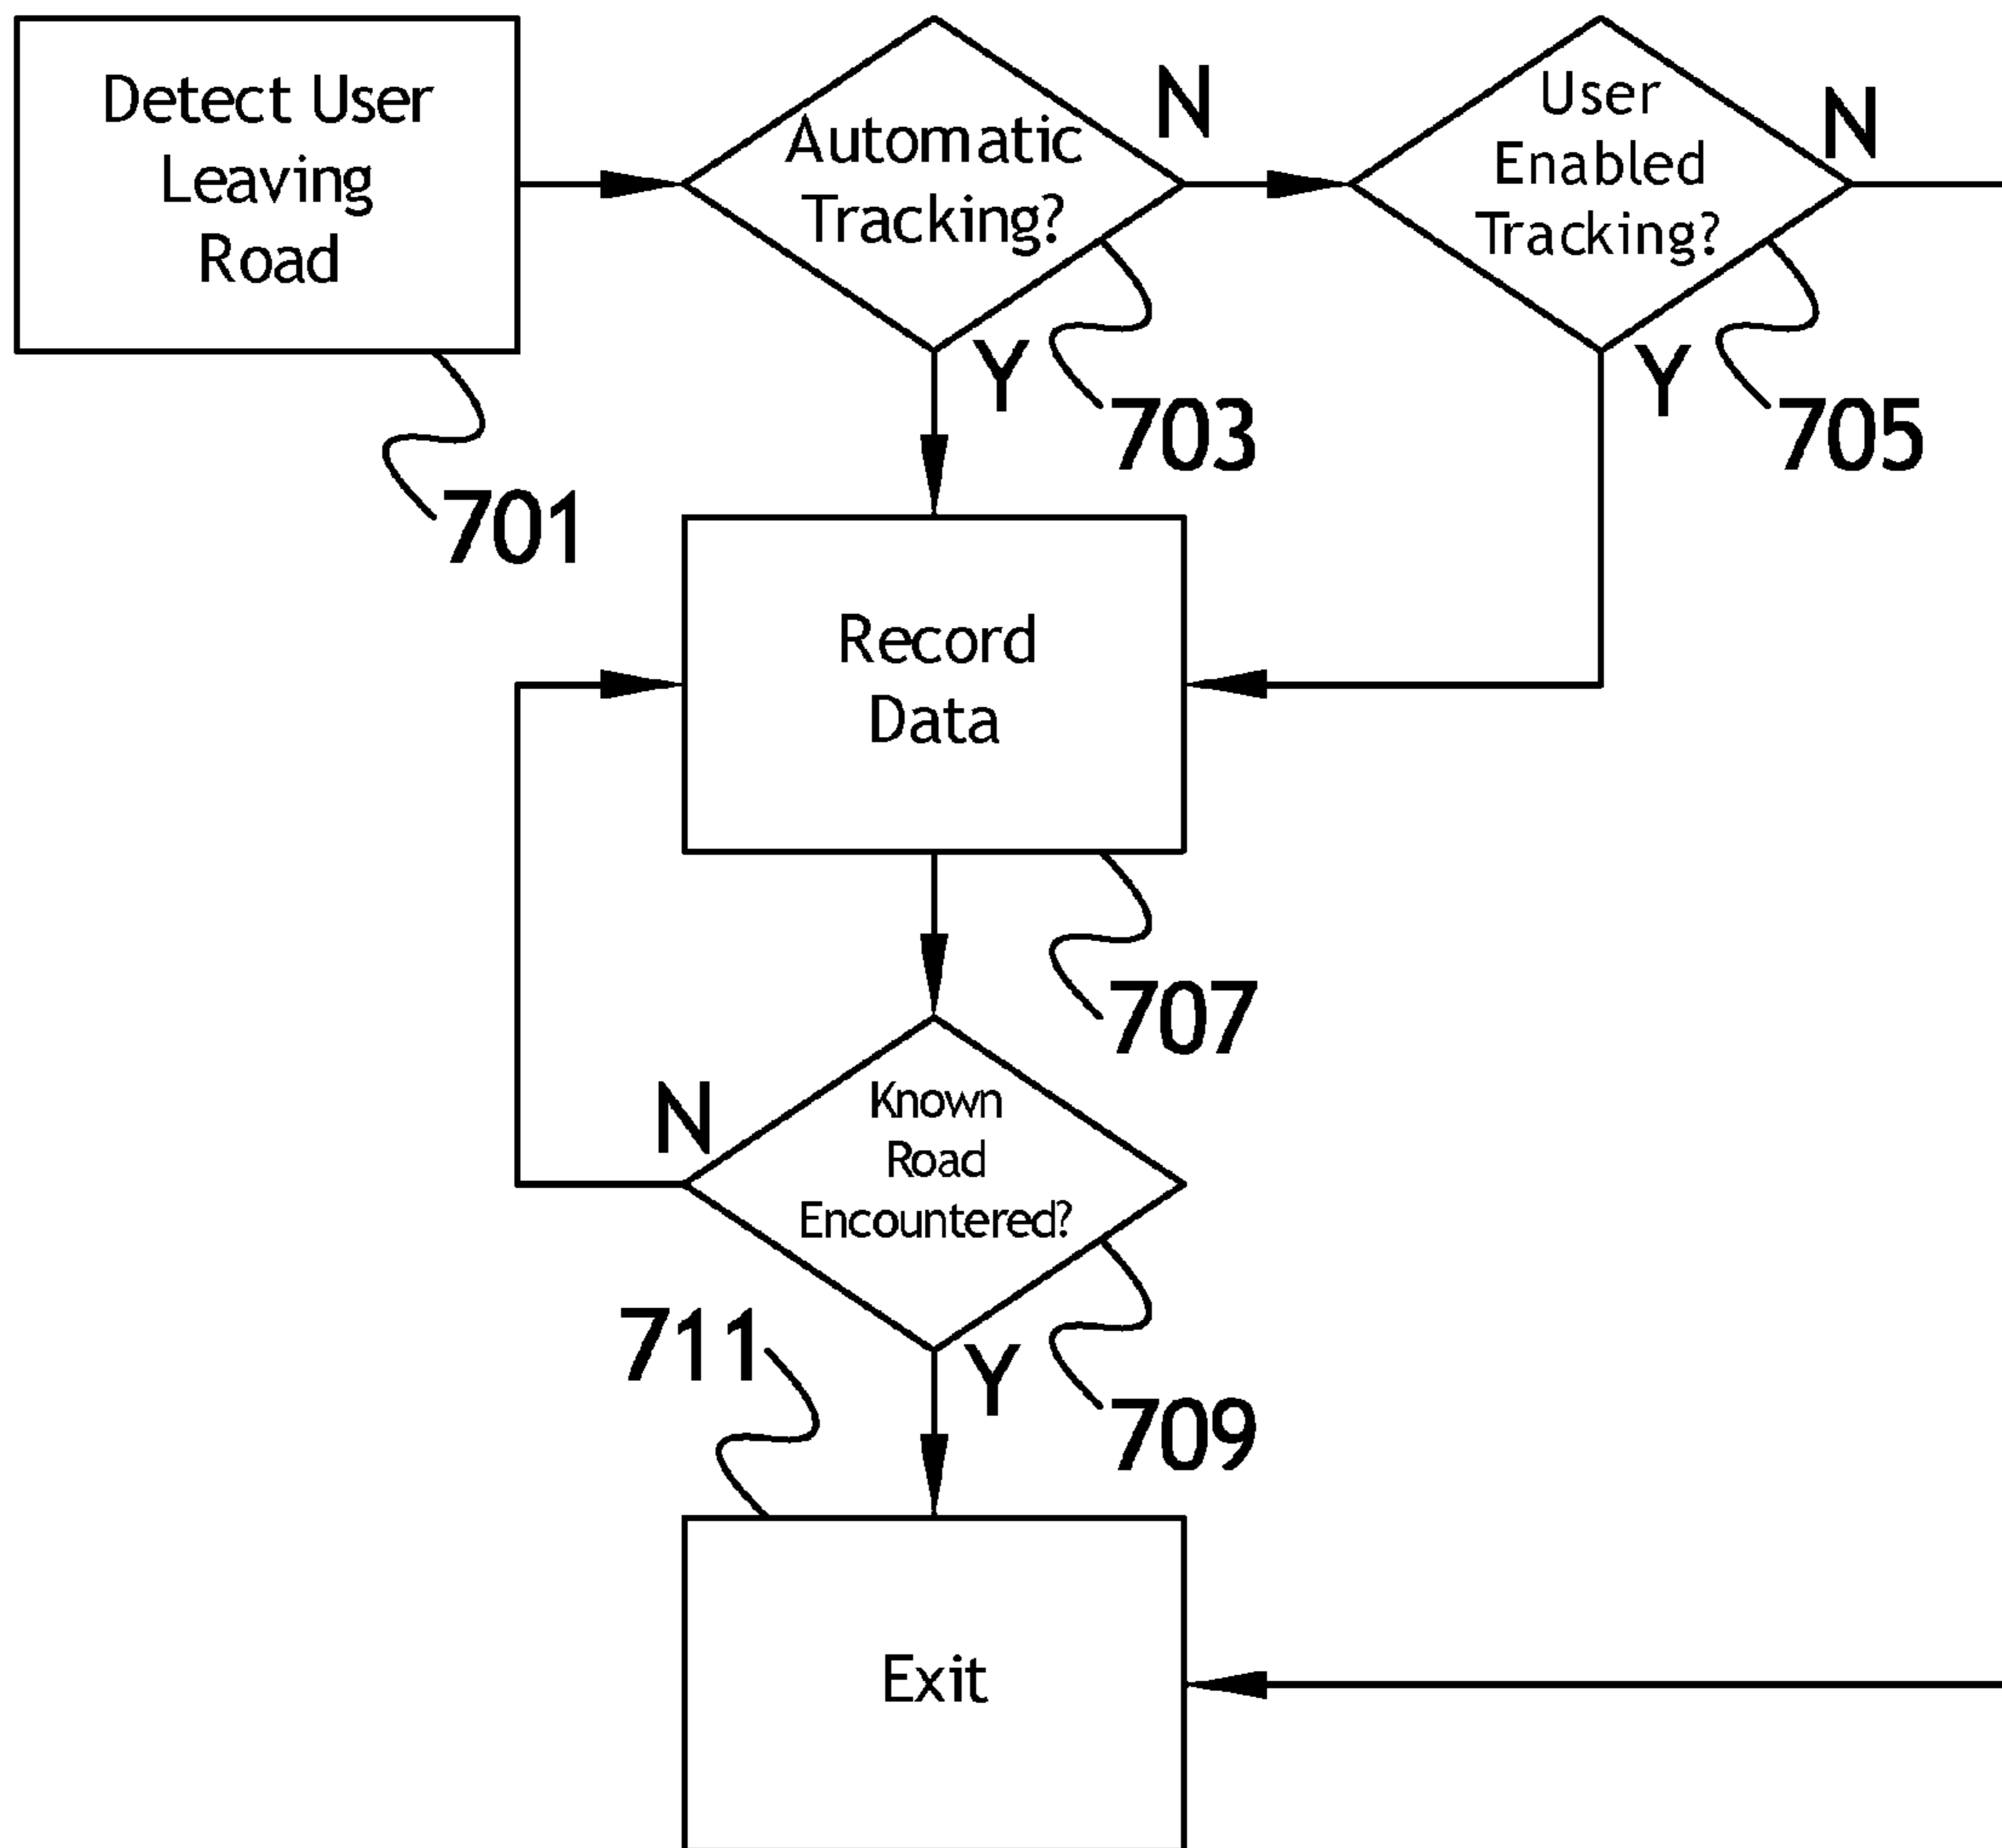 Detect User
Leaving
Road
701
Automatic
Tracking?
N
Y
703
User
Enabled
Tracking?
N
Y
705
Record
Data
707
Known
Road
Encountered?
N
Y
709
711
Exit